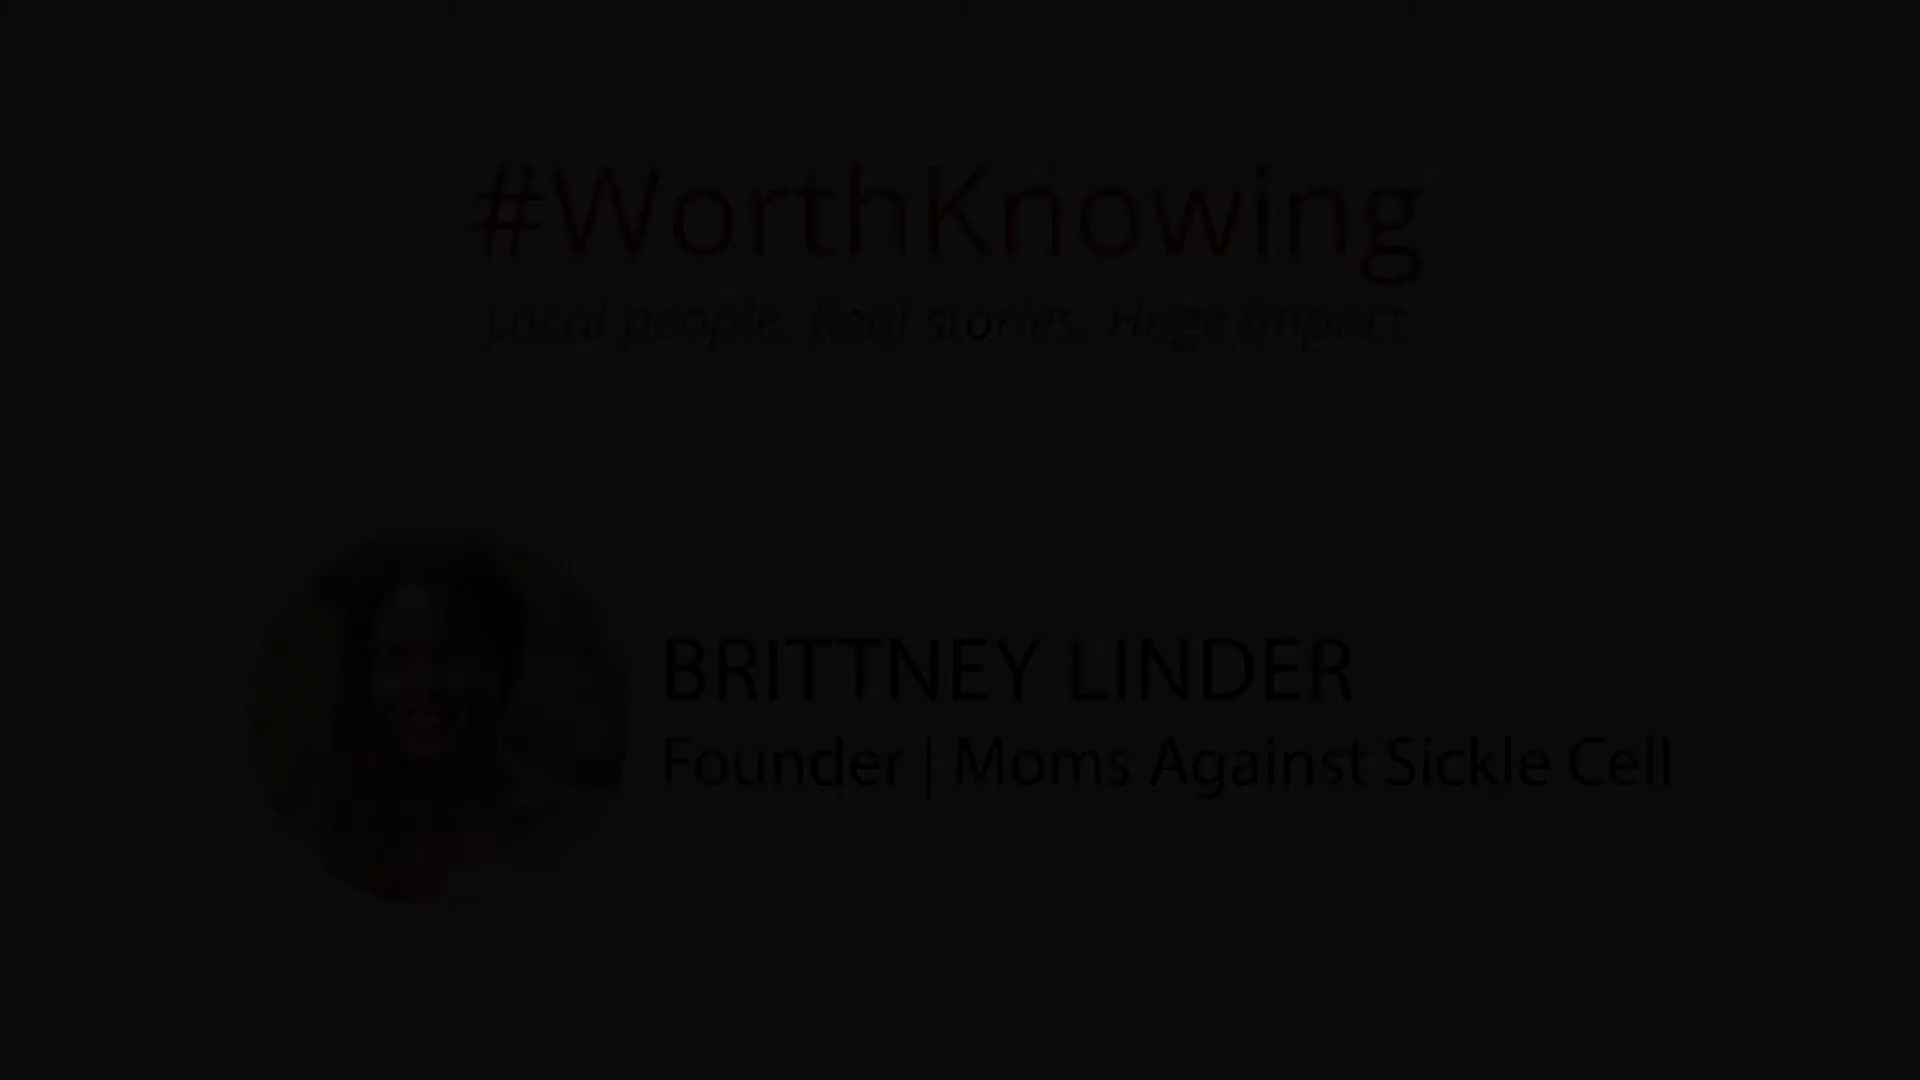 #WorthKnowing
Local people. Real stories. Huge Impact
BRITTNEY LINDER
Founder | Moms Against Sickle Cell